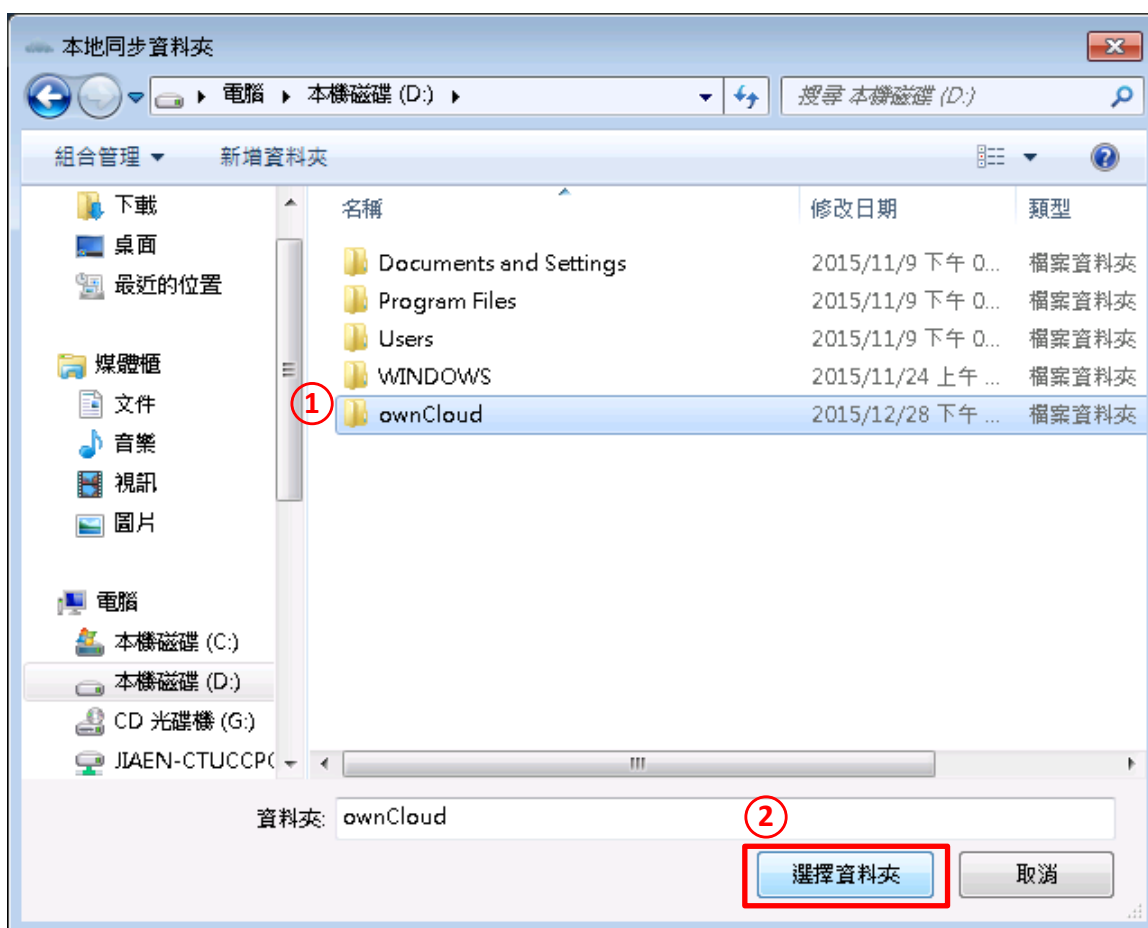 本地同步資料夾
電腦 本機磁碟 (D:)
搜尋 本機磁碟 (D:)
組合管理 新增資料夾
下載
桌面
最近的位置
媒體櫃
文件
音樂
視訊
圖片
電腦
本機磁碟 (C:)
本機磁碟 (D:)
CD 光碟機 (G:)
JIAEN-CTUCCP(
名稱 修改日期 類型
Documents and Settings 2015/11/9 下午 0... 檔案資料夾
Program Files 2015/11/9 下午 0... 檔案資料夾
Users 2015/11/9 下午 0... 檔案資料夾
WINDOWS 2015/11/24 上午 ... 檔案資料夾
① ownCloud 2015/12/28 下午 ... 檔案資料夾
資料夾: ownCloud
②
選擇資料夾 取消